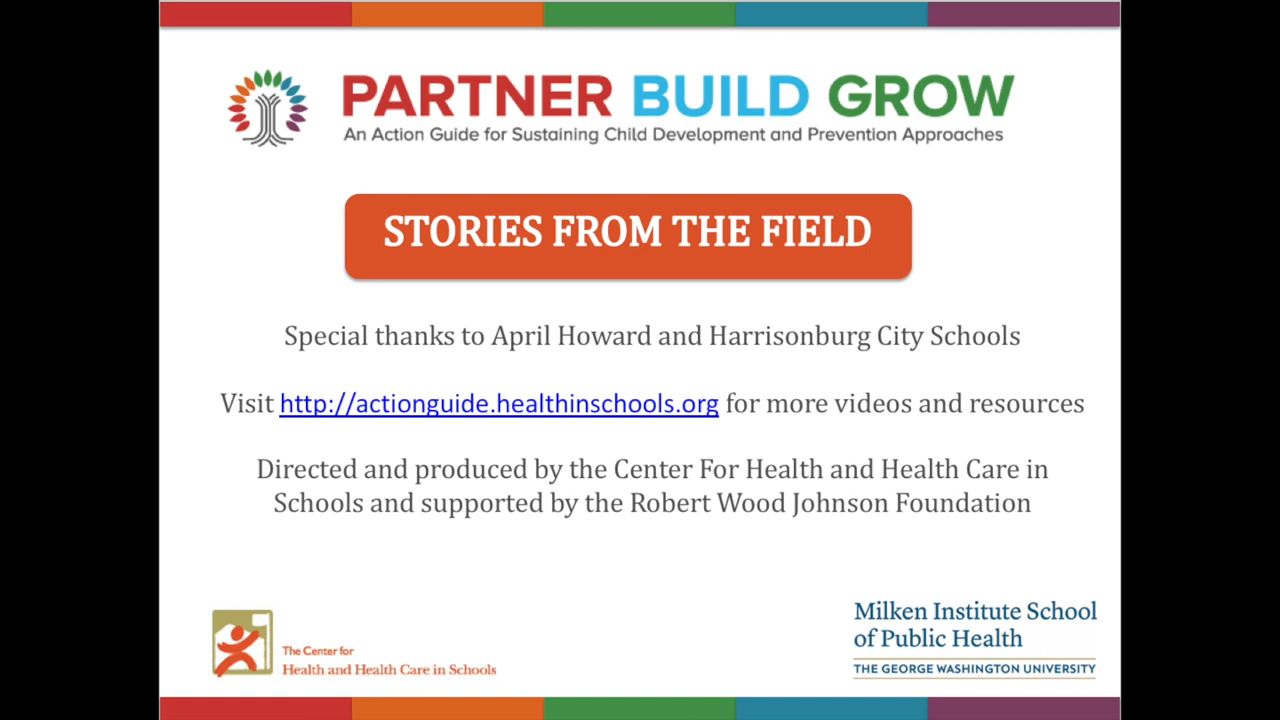 PARTNER BUILD GROW
An Action Guide for Sustaining Child Development and Prevention Approaches
STORIES FROM THE FIELD
Special thanks to April Howard and Harrisonburg City Schools
Visit http://actionguide.healthinschools.org for more videos and resources
Directed and produced by the Center For Health and Health Care in
Schools and supported by the Robert Wood Johnson Foundation
The Center for
Health and Health Care in Schools
Milken Institute School
of Public Health
THE GEORGE WASHINGTON UNIVERSITY